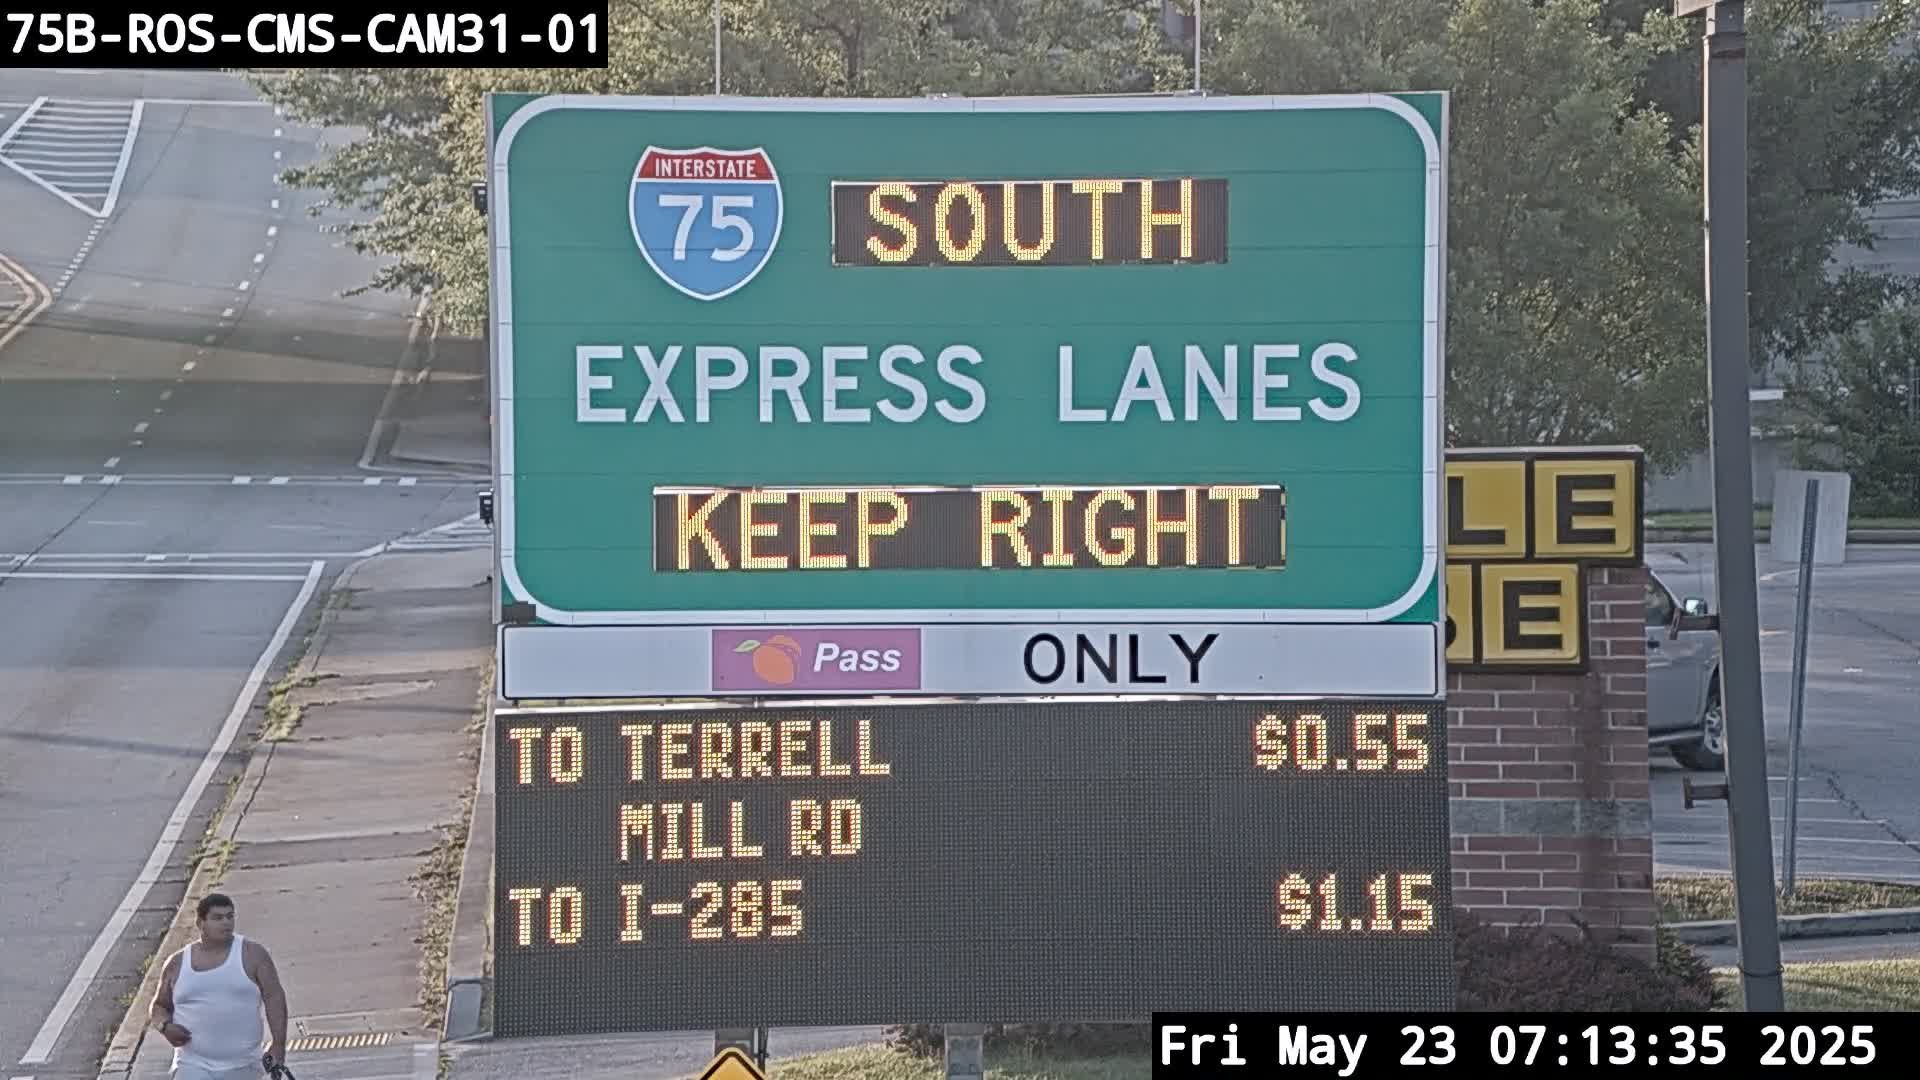 75B-ROS-CMS-CAM31-01
INTERSTATE
75
SOUTH
EXPRESS LANES
KEEP RIGHT
Pass ONLY
TO TERRELL $0.55
MILL RD
TO I-285 $1.15
LE
E
Fri May 23 07:13:35 2025